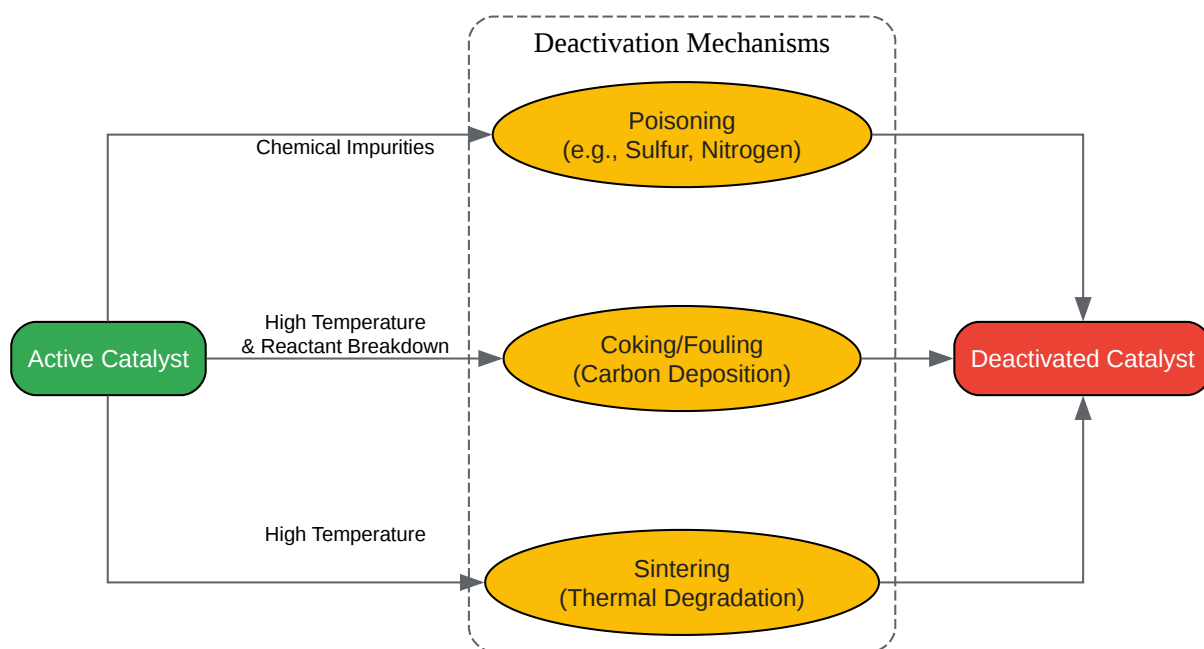 Deactivation Mechanisms
Poisoning
(e.g., Sulfur, Nitrogen)
Chemical Impurities
High Temperature
& Reactant Breakdown
Active Catalyst
Coking/Fouling
(Carbon Deposition)
Deactivated Catalyst
High Temperature
Sintering
(Thermal Degradation)